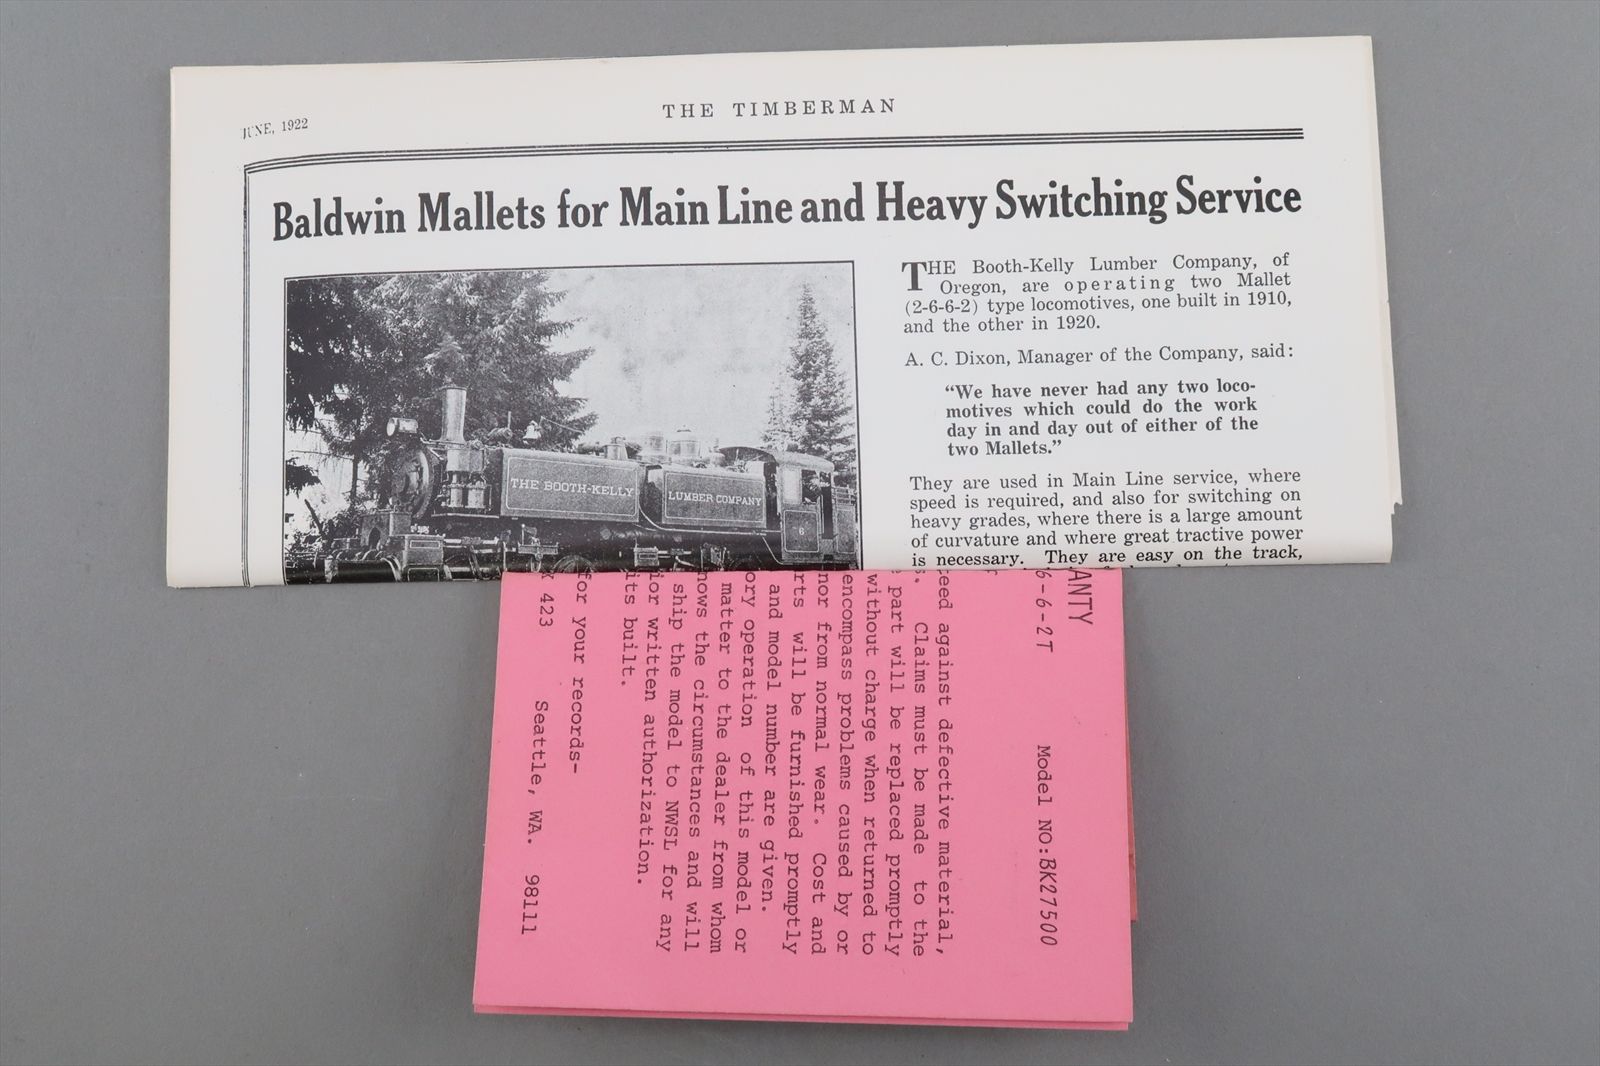 JUNE, 1922
THE TIMBERMAN
Baldwin Mallets for Main Line and Heavy Switching Service
THE BOOTH-KELLY
LUMBER COMPANY
6
THE Booth-Kelly Lumber Company, of
Oregon, are operating two Mallet
(2-6-6-2) type locomotives, one built in 1910,
and the other in 1920.
A. C. Dixon, Manager of the Company, said:
“We have never had any two loco-
motives which could do the work
day in and day out of either of the
two Mallets.”
They are used in Main Line service, where
speed is required, and also for switching on
heavy grades, where there is a large amount
of curvature and where great tractive power
is necessary. They are easy on the track,
ANTY
6-6-2T Model NO:BK27500
eed against defective material,
s. Claims must be made to the
part will be replaced promptly
without charge when returned to
encompass problems caused by or
nor from normal wear. Cost and
rts will be furnished promptly
and model number are given.
ory operation of this model or
matter to the dealer from whom
nows the circumstances and will
ship the model to NWSL for any
ior written authorization.
its built.
for your records-
X 423 Seattle, WA. 98111